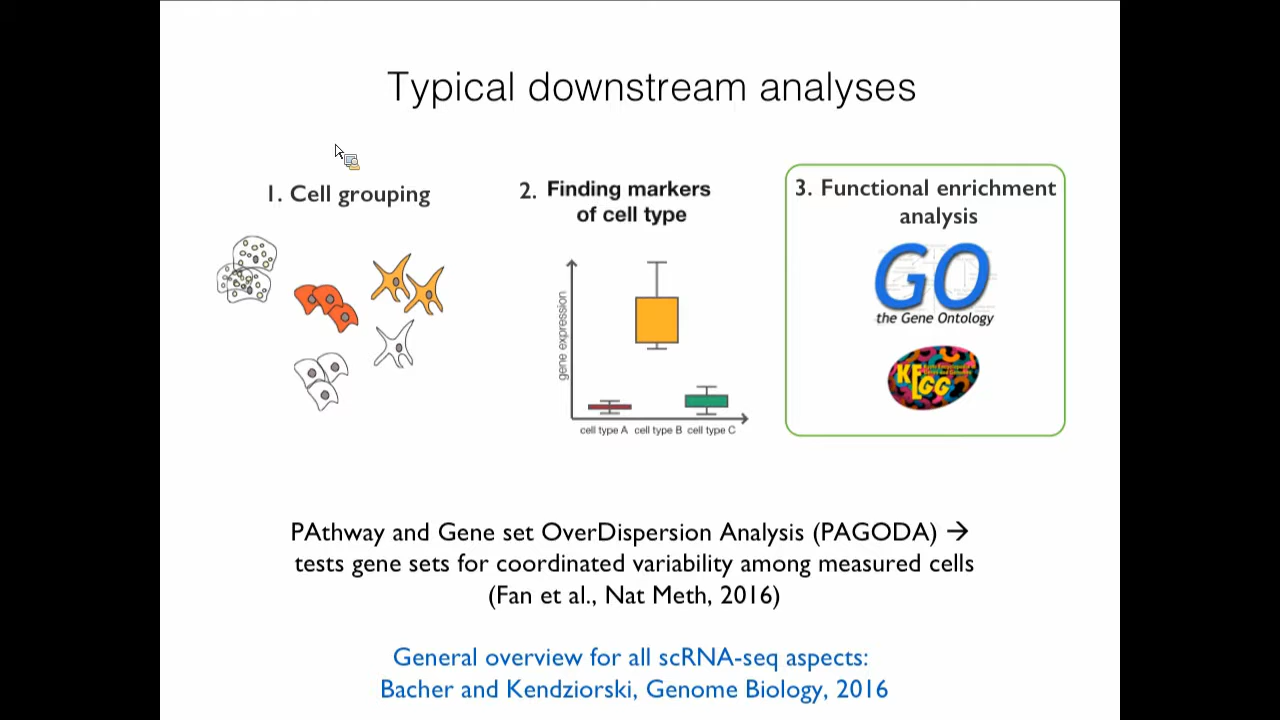 Typical downstream analyses
1. Cell grouping
2. Finding markers
of cell type
gene expression
cell type A cell type B cell type C
3. Functional enrichment
analysis
GO
the Gene Ontology
KEGG
PAthway and Gene set OverDispersion Analysis (PAGODA) →
tests gene sets for coordinated variability among measured cells
(Fan et al., Nat Meth, 2016)
General overview for all scRNA-seq aspects:
Bacher and Kendziorski, Genome Biology, 2016